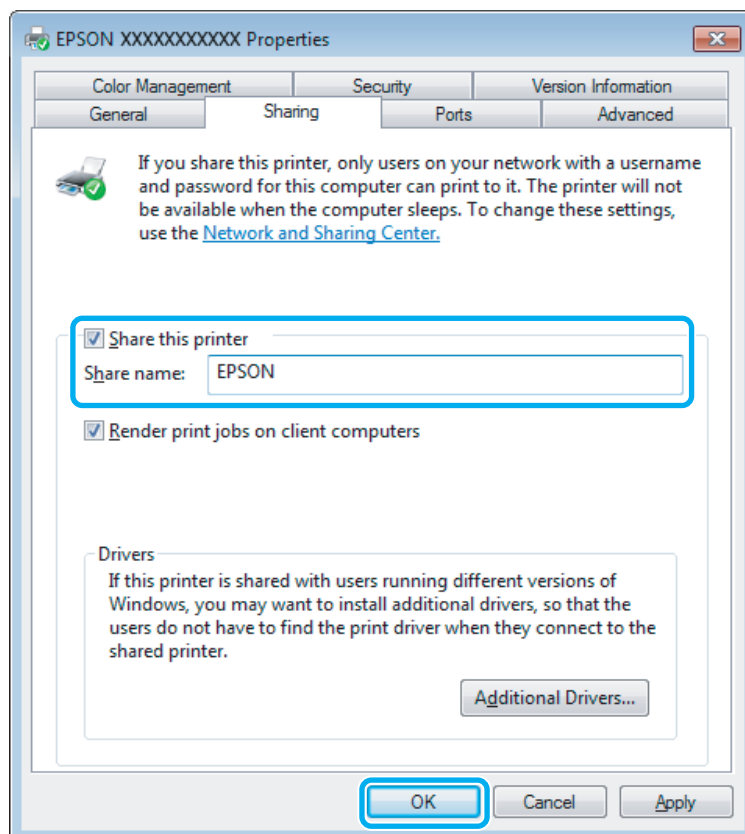 EPSON XXXXXXXXXXX Properties
Color Management Security Version Information
General Sharing Ports Advanced
If you share this printer, only users on your network with a username
and password for this computer can print to it. The printer will not
be available when the computer sleeps. To change these settings,
use the Network and Sharing Center.
Share this printer
Share name: EPSON
Render print jobs on client computers
Drivers
If this printer is shared with users running different versions of
Windows, you may want to install additional drivers, so that the
users do not have to find the print driver when they connect to the
shared printer.
Additional Drivers...
OK Cancel Apply